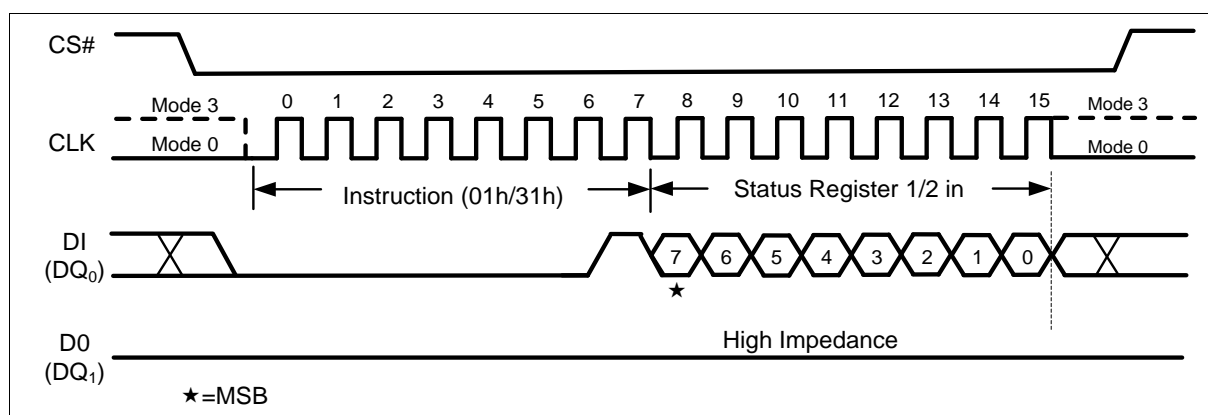 CS#
Mode 3 0 1 2 3 4 5 6 7 8 9 10 11 12 13 14 15 Mode 3
CLK
Mode 0 Mode 0
Instruction (01h/31h) Status Register 1/2 in
DI
(DQ0)
7 6 5 4 3 2 1 0
★
D0
(DQ1)
High Impedance
★=MSB